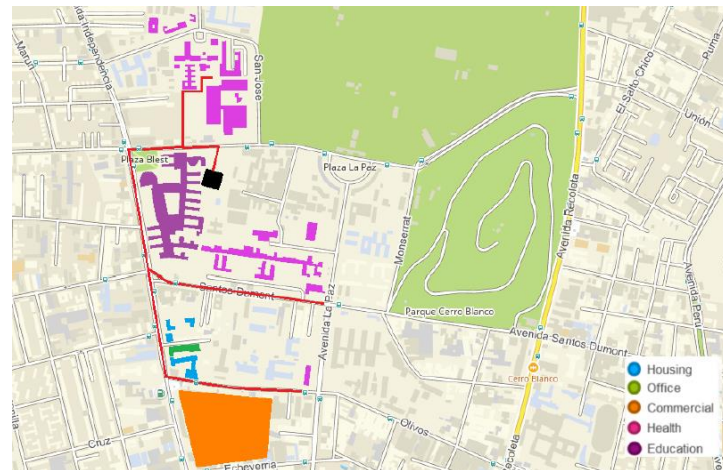 Marurí
Avenida Independencia
San José
El Salto Chico
Puma
Unión
Plaza Blest
Plaza La Paz
Monserrat
Avenida Recoleta
Santos Dumont
Avenida La Paz
Parque Cerro Blanco
Avenida Santos Dumont
Avenida Perú
Cerro Blanco
Housing
Office
Commercial
Health
Education
Cruz
Olivos
Recoleta
Echeverría